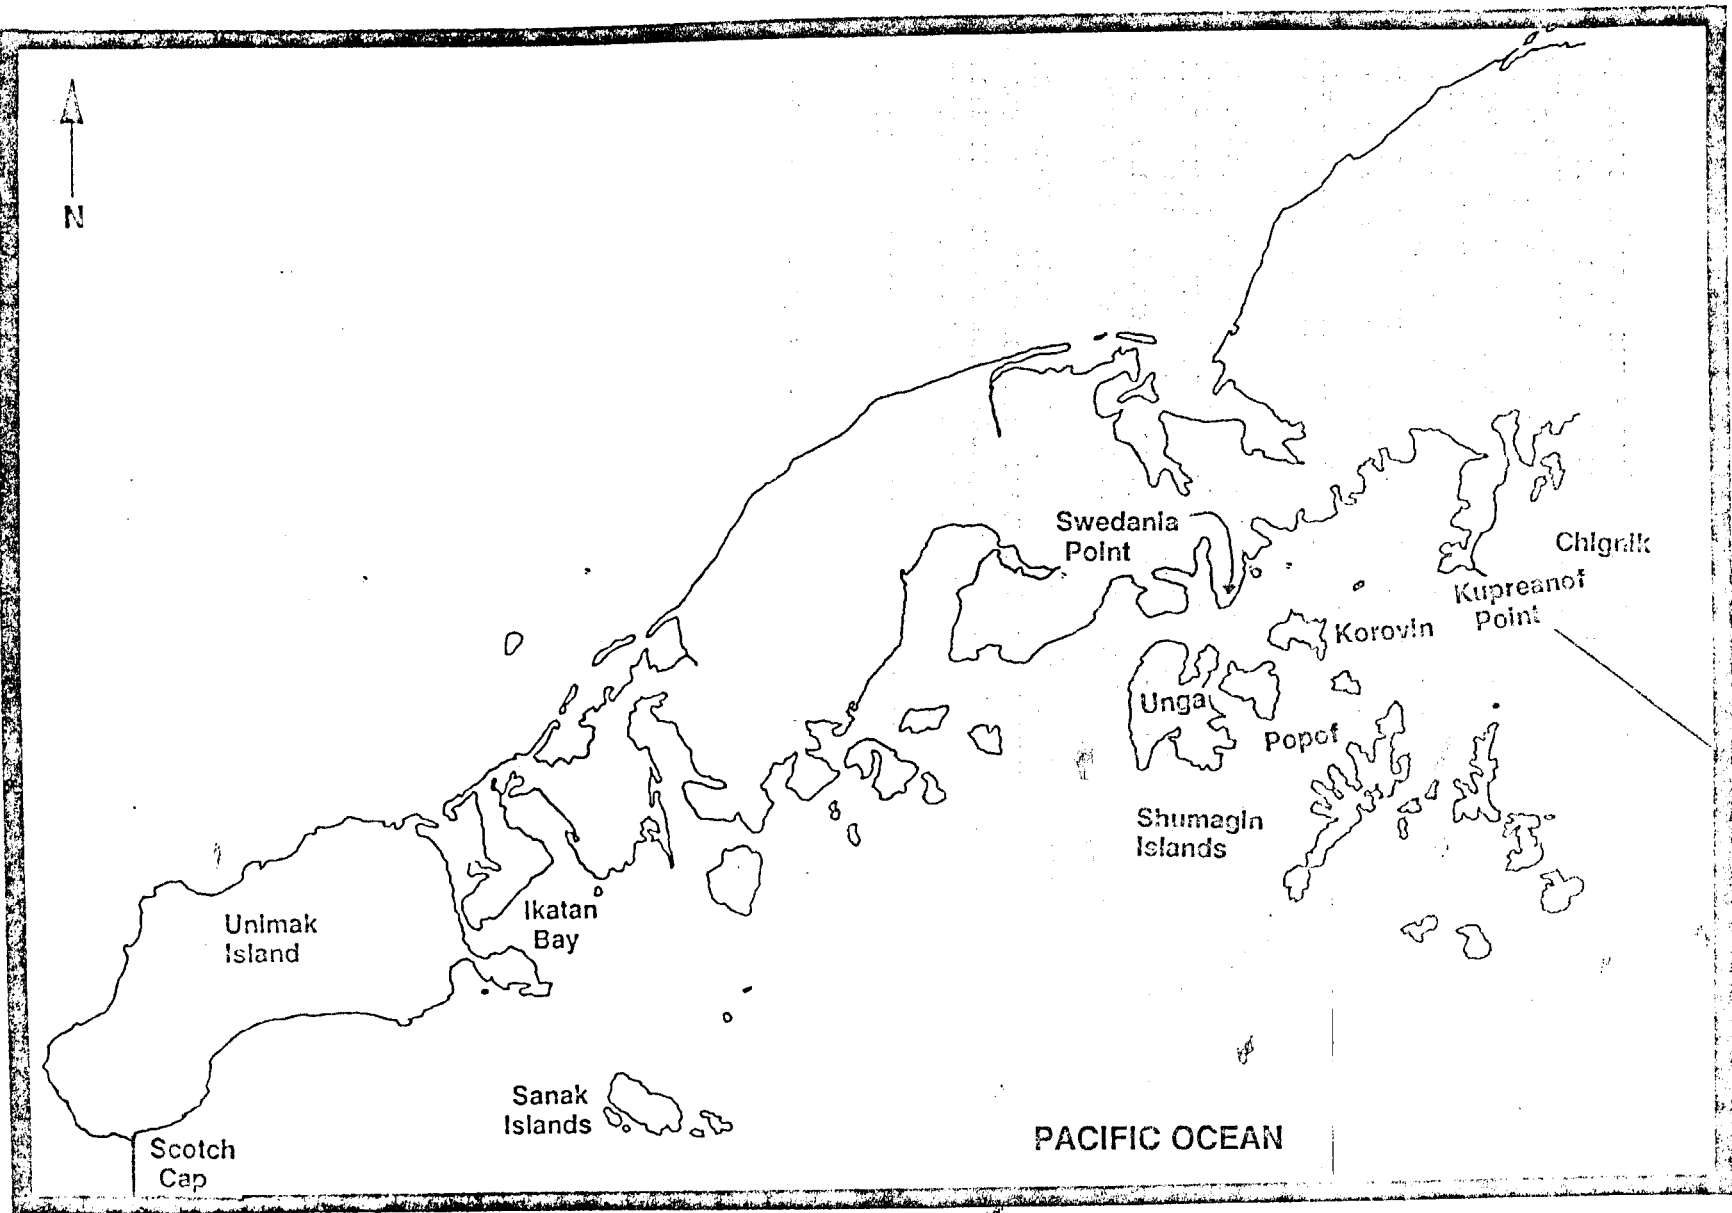 N
Swedania
Point
Chignik
Kupreanof
Point
Korovin
Unga
Popof
Shumagin
Islands
Unimak
Island
Ikatan
Bay
Sanak
Islands
PACIFIC OCEAN
Scotch
Cap